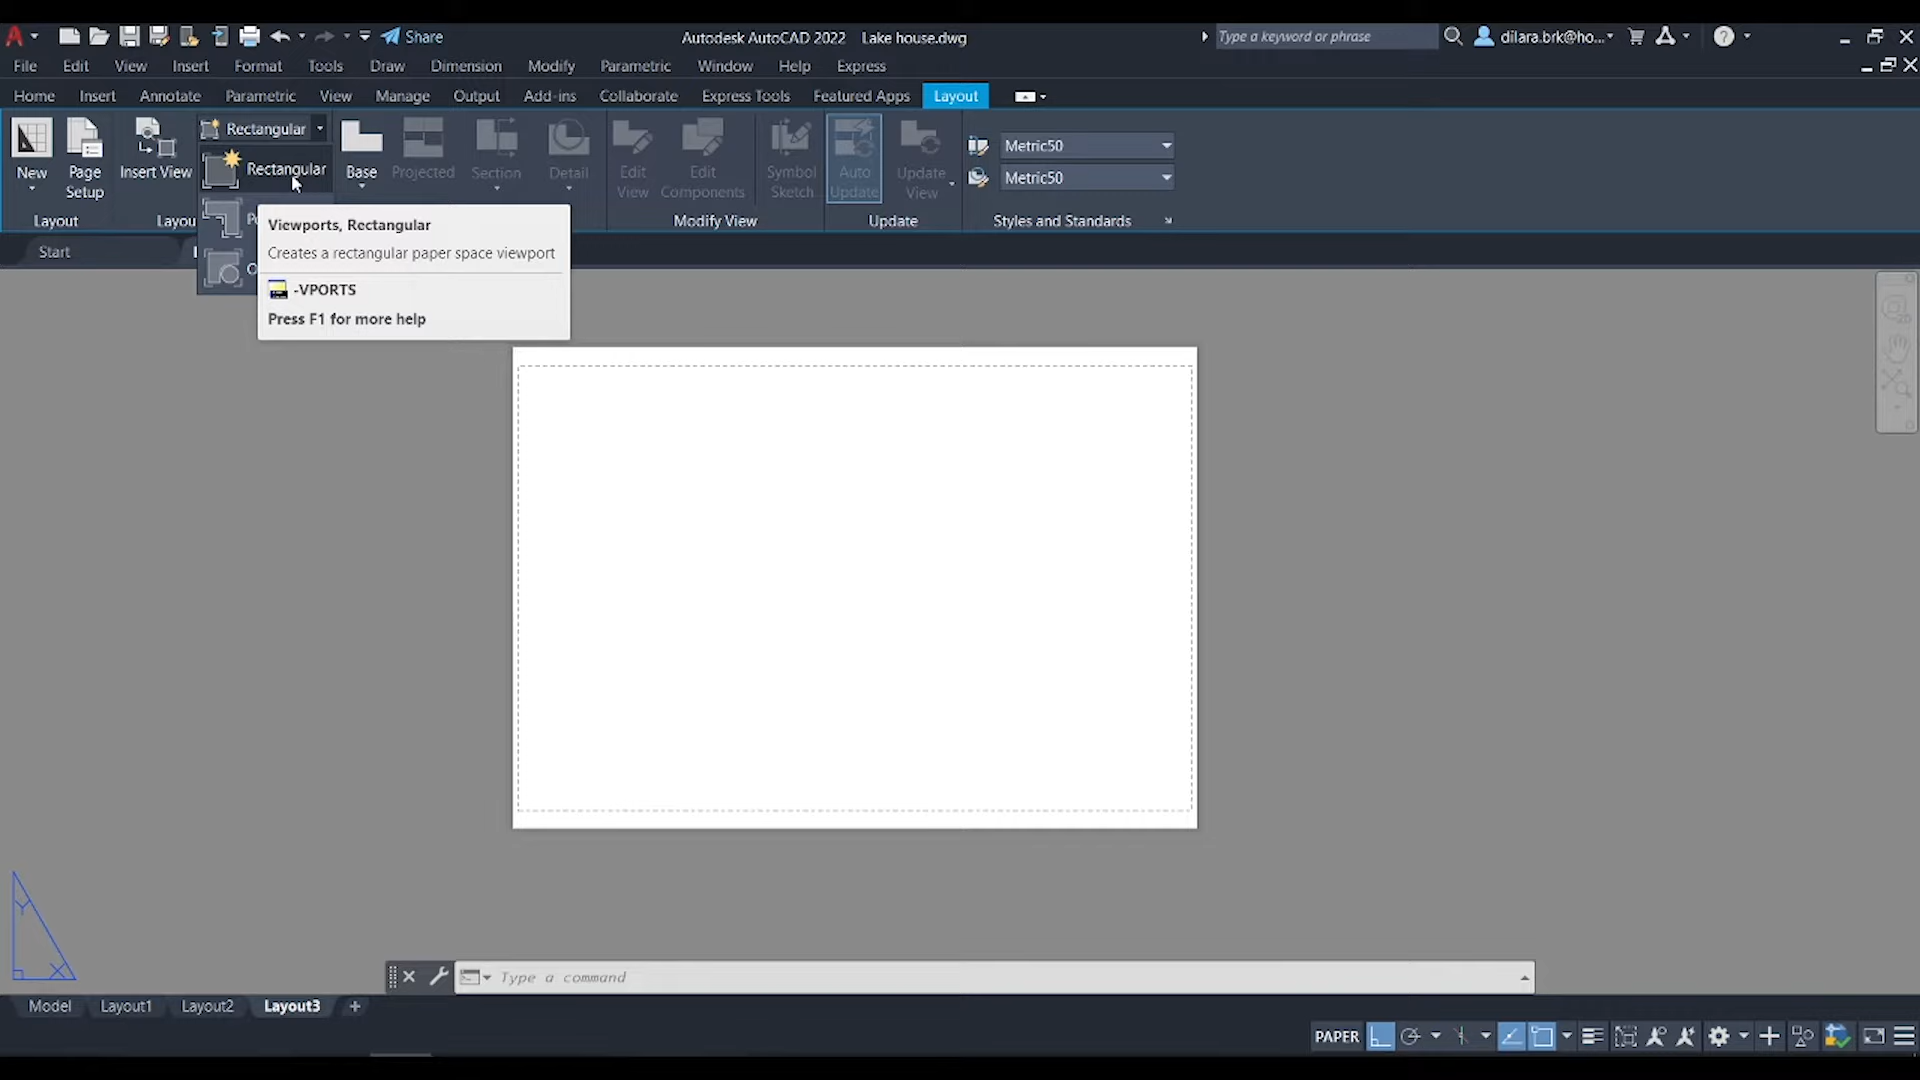 Share
Autodesk AutoCAD 2022 Lake house.dwg
Type a keyword or phrase
dilara.brk@ho...
File Edit View Insert Format Tools Draw Dimension Modify Parametric Window Help Express
Home Insert Annotate Parametric View Manage Output Add-ins Collaborate Express Tools Featured Apps Layout
Rectangular
Rectangular
New
Page
Setup
Insert View
Base
Projected
Section
Detail
Edit
View
Edit
Components
Symbol
Sketch
Auto
Update
Update
View
Metric50
Metric50
Layout
Modify View
Update
Styles and Standards
Viewports, Rectangular
Creates a rectangular paper space viewport
-VPORTS
Press F1 for more help
Start
Y
X
Type a command
Model Layout1 Layout2 Layout3 +
PAPER